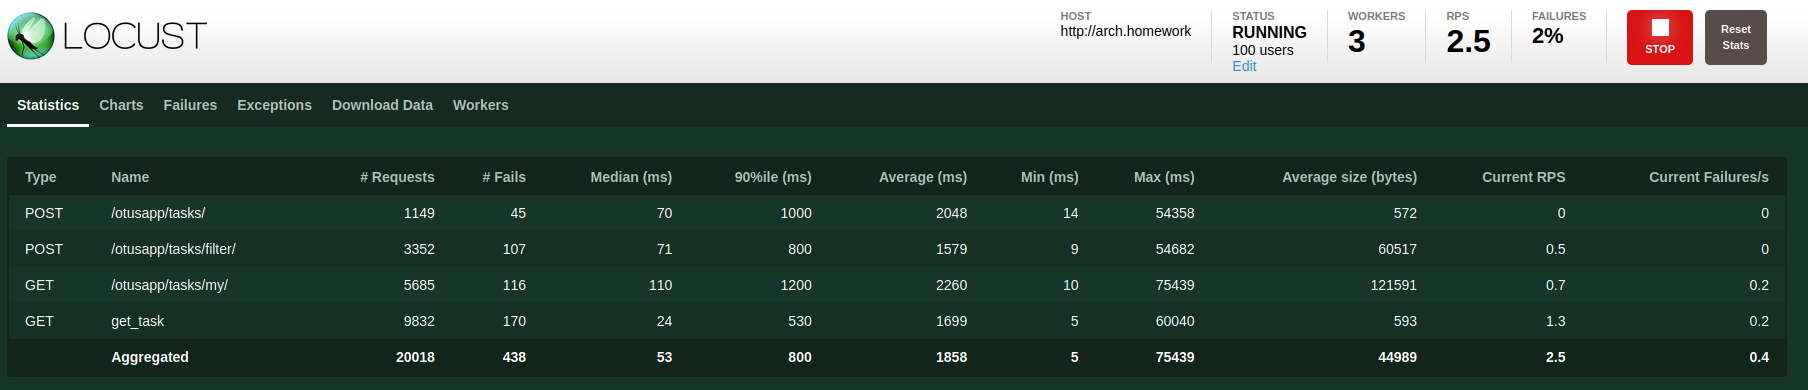 LOCUST
HOST
http://arch.homework
STATUS
RUNNING
100 users
Edit
WORKERS
3
RPS
2.5
FAILURES
2%
STOP
Reset
Stats
Statistics Charts Failures Exceptions Download Data Workers
Type Name # Requests # Fails Median (ms) 90%ile (ms) Average (ms) Min (ms) Max (ms) Average size (bytes) Current RPS Current Failures/s
POST /otusapp/tasks/ 1149 45 70 1000 2048 14 54358 572 0 0
POST /otusapp/tasks/filter/ 3352 107 71 800 1579 9 54682 60517 0.5 0
GET /otusapp/tasks/my/ 5685 116 110 1200 2260 10 75439 121591 0.7 0.2
GET get_task 9832 170 24 530 1699 5 60040 593 1.3 0.2
Aggregated 20018 438 53 800 1858 5 75439 44989 2.5 0.4